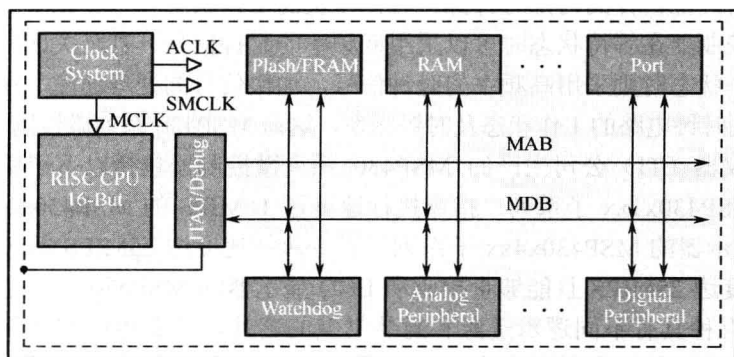 Clock
System
ACLK
SMCLK
MCLK
Plash/FRAM
RAM
. . .
Port
RISC CPU
16-But
JTAG/Debug
MAB
MDB
Watchdog
Analog
Peripheral
. . .
Digital
Peripheral